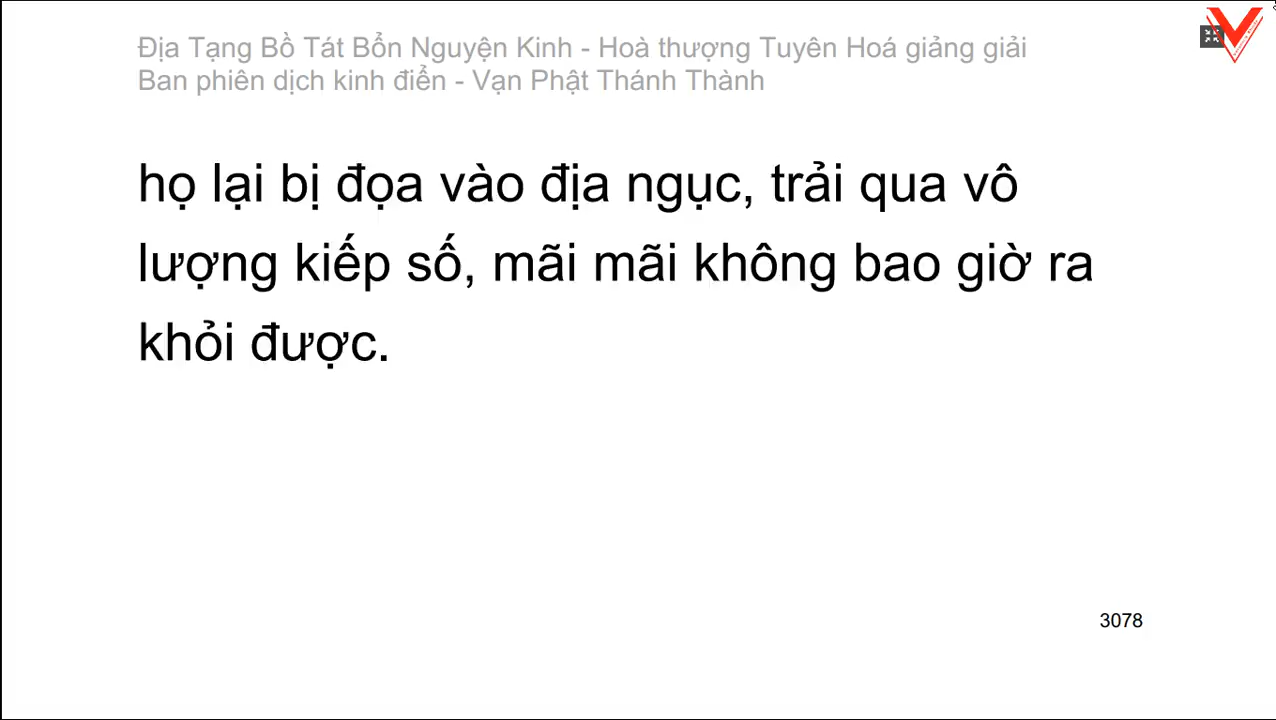 Địa Tạng Bồ Tát Bổn Nguyện Kinh - Hoà thượng Tuyên Hoá giảng giải
Ban phiên dịch kinh điển - Vạn Phật Thánh Thành
họ lại bị đọa vào địa ngục, trải qua vô
lượng kiếp số, mãi mãi không bao giờ ra
khỏi được.
3078